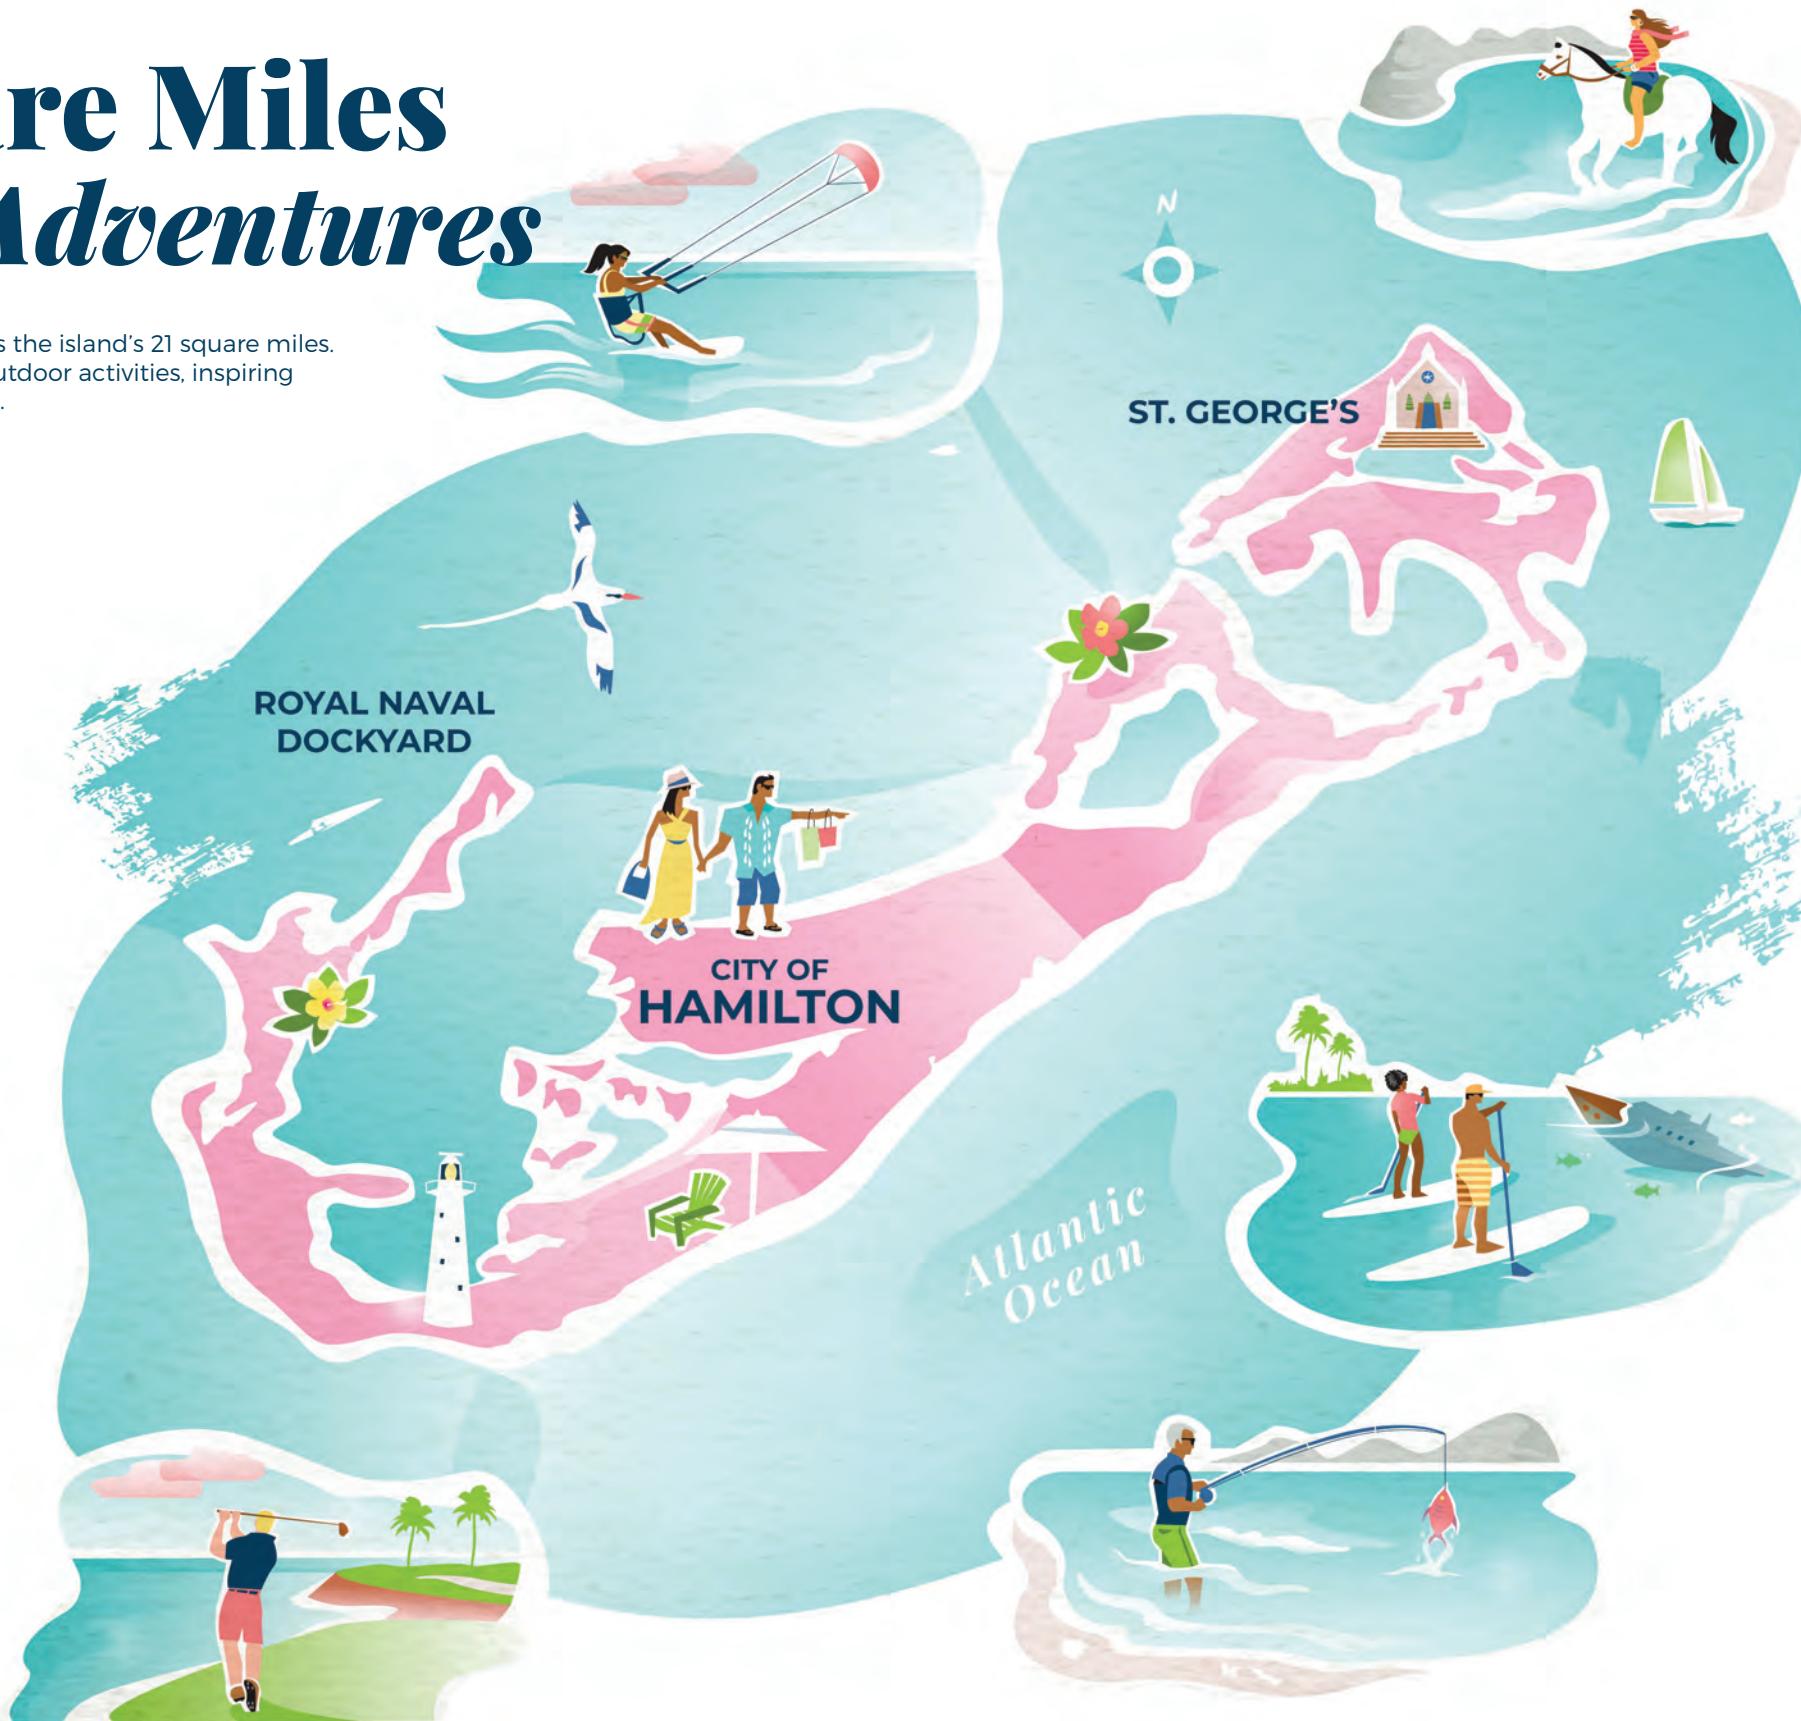 re Miles
Adventures
s the island's 21 square miles.
utdoor activities, inspiring
.
N
ST. GEORGE'S
ROYAL NAVAL
DOCKYARD
CITY OF
HAMILTON
Atlantic
Ocean